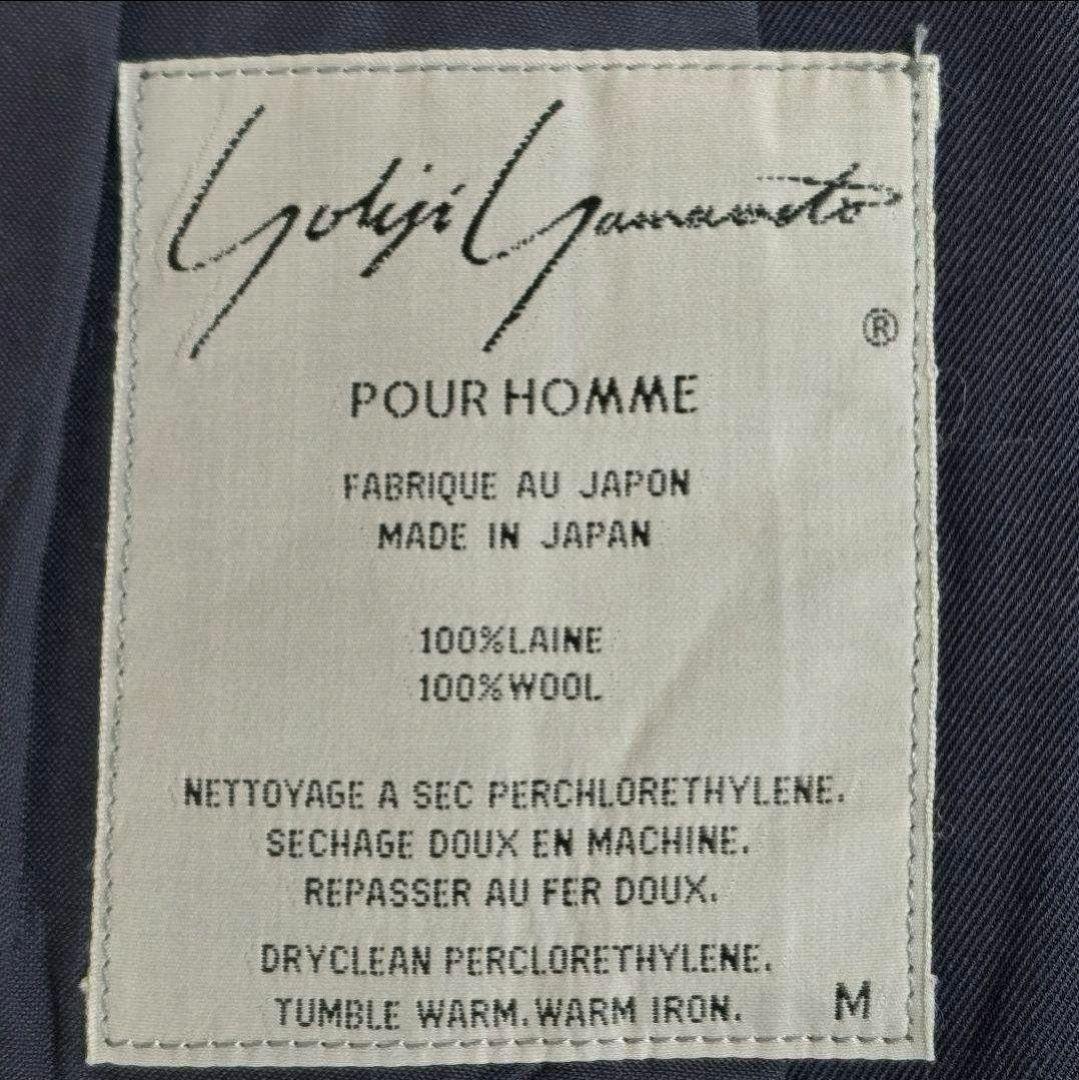 Yohji Yamamoto
®
POUR HOMME
FABRIQUE AU JAPON
MADE IN JAPAN
100%LAINE
100%WOOL
NETTOYAGE A SEC PERCHLORETHYLENE.
SECHAGE DOUX EN MACHINE.
REPASSER AU FER DOUX.
DRYCLEAN PERCLORETHYLENE.
TUMBLE WARM.WARM IRON. M